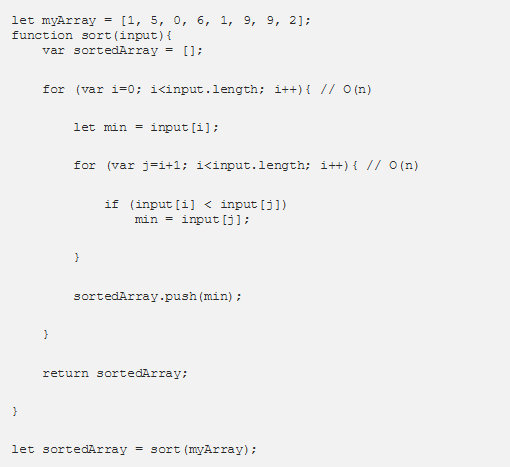 let myArray = [1, 5, 0, 6, 1, 9, 9, 2];
function sort(input){
    var sortedArray = [];
    for (var i=0; i<input.length; i++){ // O(n)
        let min = input[i];
        for (var j=i+1; i<input.length; i++){ // O(n)
            if (input[i] < input[j])
                min = input[j];
        }
        sortedArray.push(min);
    }
    return sortedArray;
}
let sortedArray = sort(myArray);